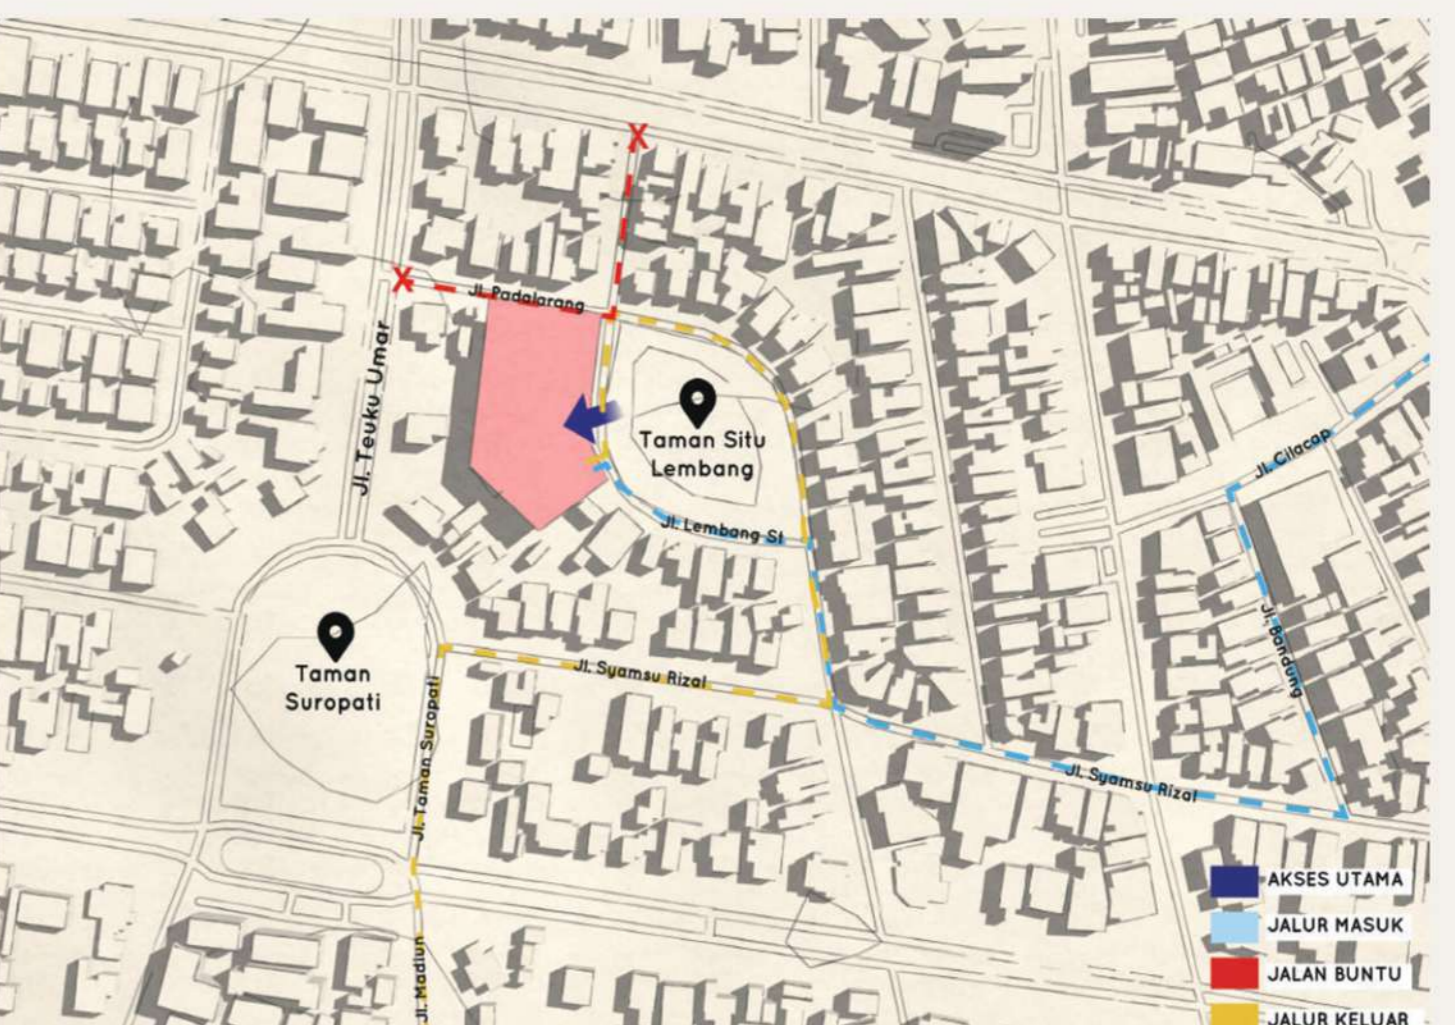 X
X
Jl. Padalarang
Jl. Teuku Umar
Taman Situ
Lembang
Jl. Cilacap
Jl. Lembang St
Jl. Bandung
Taman
Suropati
Jl. Syamsu Rizal
Jl. Taman Suropati
Jl. Syamsu Rizal
Jl. Madiun
AKSES UTAMA
JALUR MASUK
JALAN BUNTU
JALUR KELUAR